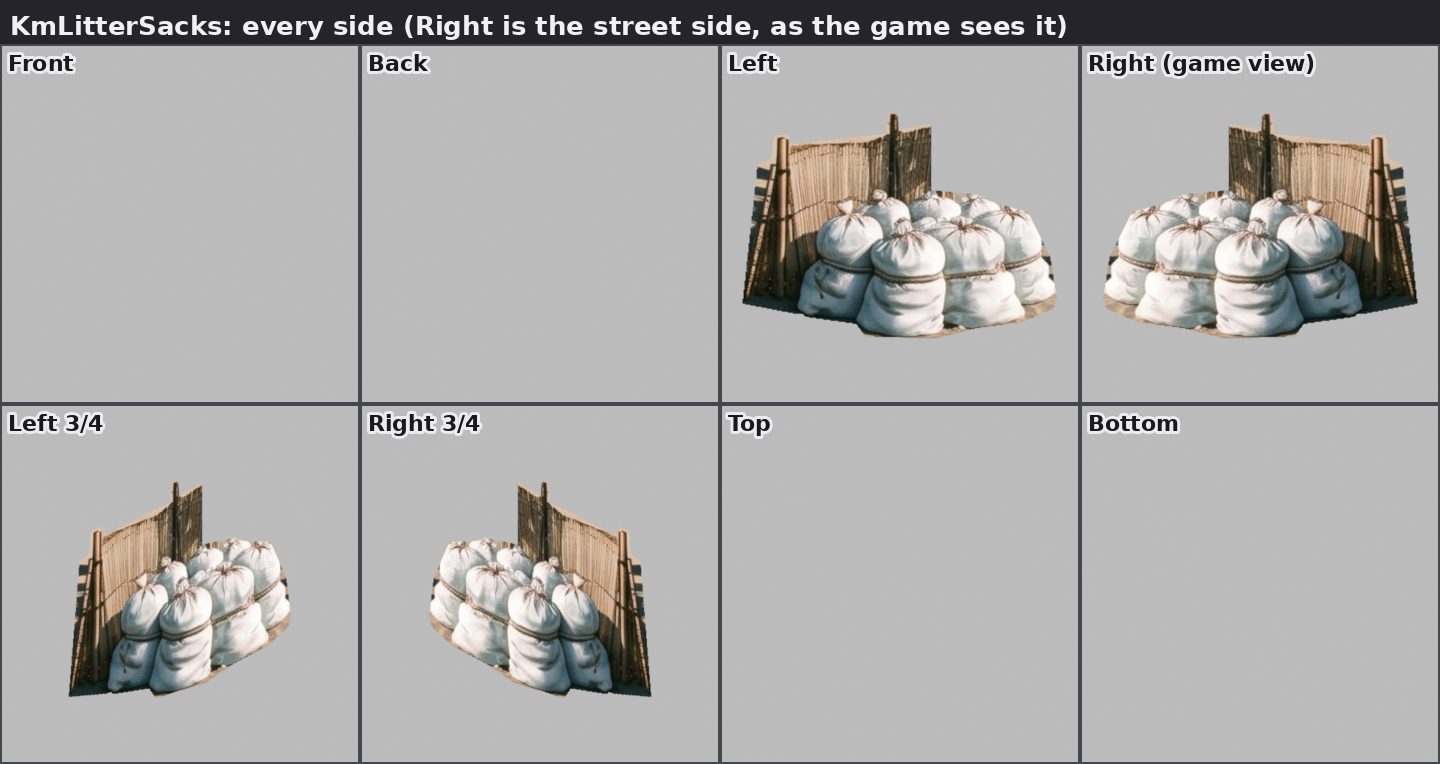 KmLitterSacks: every side (Right is the street side, as the game sees it)
Front
Back
Left
Right (game view)
Left 3/4
Right 3/4
Top
Bottom